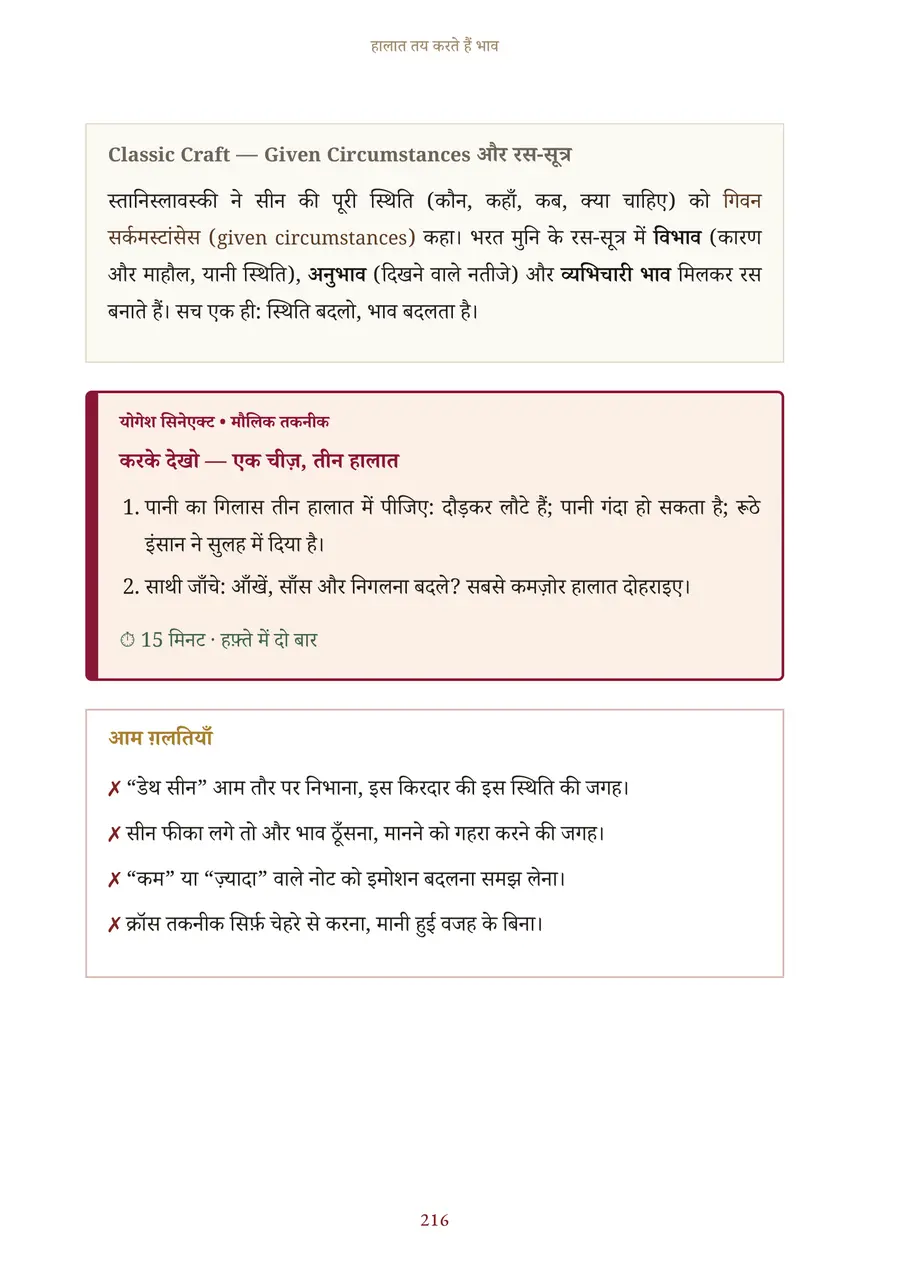 हालात तय करते हैं भाव
Classic Craft — Given Circumstances और रस-सूत्र
स्तानिस्लावस्की ने सीन की पूरी स्थिति (कौन, कहाँ, कब, क्या चाहिए) को गिवन
सर्कमस्टांसेस (given circumstances) कहा। भरत मुनि के रस-सूत्र में विभाव (कारण
और माहौल, यानी स्थिति), अनुभाव (दिखने वाले नतीजे) और व्यभिचारी भाव मिलकर रस
बनाते हैं। सच एक ही: स्थिति बदलो, भाव बदलता है।
योगेश सिनेएक्ट • मौलिक तकनीक
करके देखो — एक चीज़, तीन हालात
1. पानी का गिलास तीन हालात में पीजिए: दौड़कर लौटे हैं; पानी गंदा हो सकता है; रूठे
इंसान ने सुलह में दिया है।
2. साथी जाँचे: आँखें, साँस और निगलना बदले? सबसे कमज़ोर हालात दोहराइए।
⏱ 15 मिनट · हफ़्ते में दो बार
आम ग़लतियाँ
✗ “डेथ सीन” आम तौर पर निभाना, इस किरदार की इस स्थिति की जगह।
✗ सीन फीका लगे तो और भाव ठूँसना, मानने को गहरा करने की जगह।
✗ “कम” या “ज़्यादा” वाले नोट को इमोशन बदलना समझ लेना।
✗ क्रॉस तकनीक सिर्फ़ चेहरे से करना, मानी हुई वजह के बिना।
216